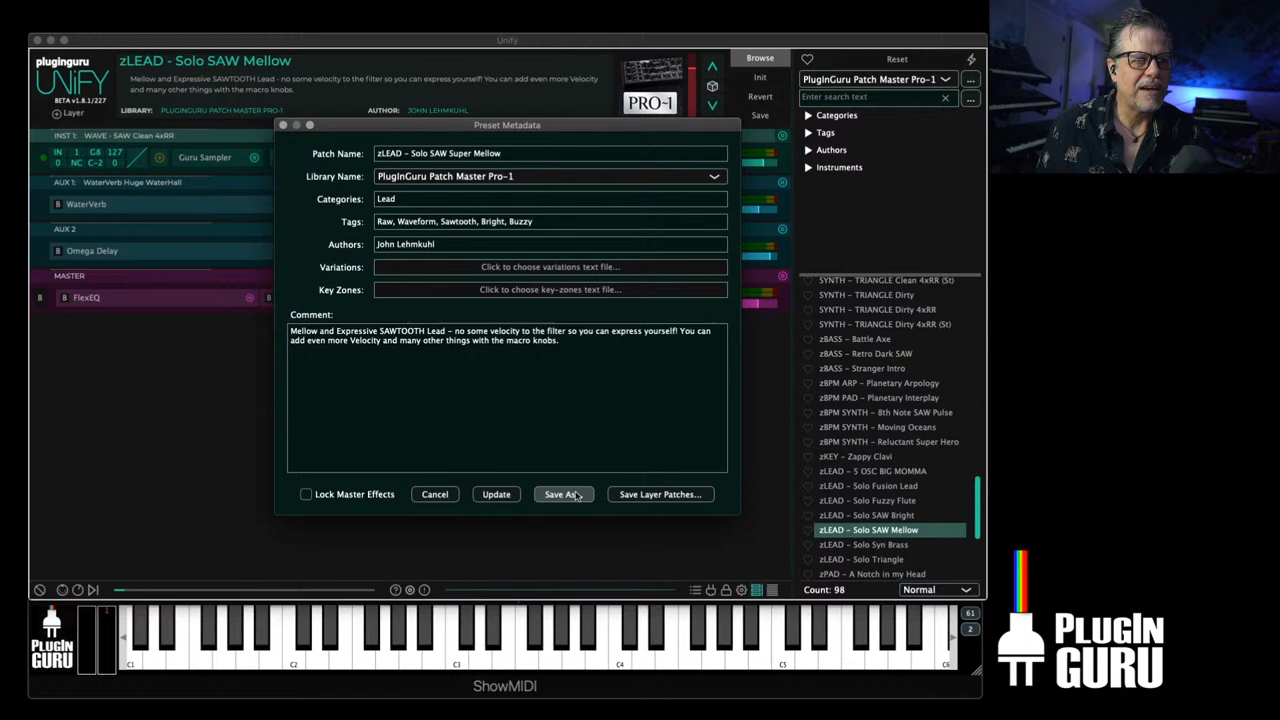 Unify
pluginguru
UNiFY
BETA v1.8.1/227
Layer
zLEAD - Solo SAW Mellow
Mellow and Expressive SAWTOOTH Lead - no some velocity to the filter so you can express yourself! You can add even more Velocity
and many other things with the macro knobs.
LIBRARY: PLUGINGURU PATCH MASTER PRO-1
AUTHOR: JOHN LEHMKUHL
PRO-1
Browse
Init
Revert
Save
Reset
PlugInGuru Patch Master Pro-1
...
Enter search text
...
Categories
Tags
Authors
Instruments
INST 1: WAVE - SAW Clean 4xRR
IN 1 G8 127
0 NC C-2 0
Guru Sampler
AUX 1: WaterVerb Huge WaterHall
B WaterVerb
AUX 2
B Omega Delay
MASTER
B FlexEQ
B
Preset Metadata
Patch Name: zLEAD - Solo SAW Super Mellow
Library Name: PlugInGuru Patch Master Pro-1
Categories: Lead
Tags: Raw, Waveform, Sawtooth, Bright, Buzzy
Authors: John Lehmkuhl
Variations: Click to choose variations text file...
Key Zones: Click to choose key-zones text file...
Comment:
Mellow and Expressive SAWTOOTH Lead - no some velocity to the filter so you can express yourself! You can
add even more Velocity and many other things with the macro knobs.
Lock Master Effects
Cancel
Update
Save As...
Save Layer Patches...
SYNTH - TRIANGLE Clean 4xRR (St)
SYNTH - TRIANGLE Dirty
SYNTH - TRIANGLE Dirty 4xRR
SYNTH - TRIANGLE Dirty 4xRR (St)
zBASS - Battle Axe
zBASS - Retro Dark SAW
zBASS - Stranger Intro
zBPM ARP - Planetary Arpology
zBPM PAD - Planetary Interplay
zBPM SYNTH - 8th Note SAW Pulse
zBPM SYNTH - Moving Oceans
zBPM SYNTH - Reluctant Super Hero
zKEY - Zappy Clavi
zLEAD - 5 OSC BIG MOMMA
zLEAD - Solo Fusion Lead
zLEAD - Solo Fuzzy Flute
zLEAD - Solo SAW Bright
zLEAD - Solo SAW Mellow
zLEAD - Solo Syn Brass
zLEAD - Solo Triangle
zPAD - A Notch in my Head
Count: 98
Normal
PLUGIN
GURU
1
C1 C2 C3 C4 C5 C6
61
2
ShowMIDI
PLUGIN
GURU